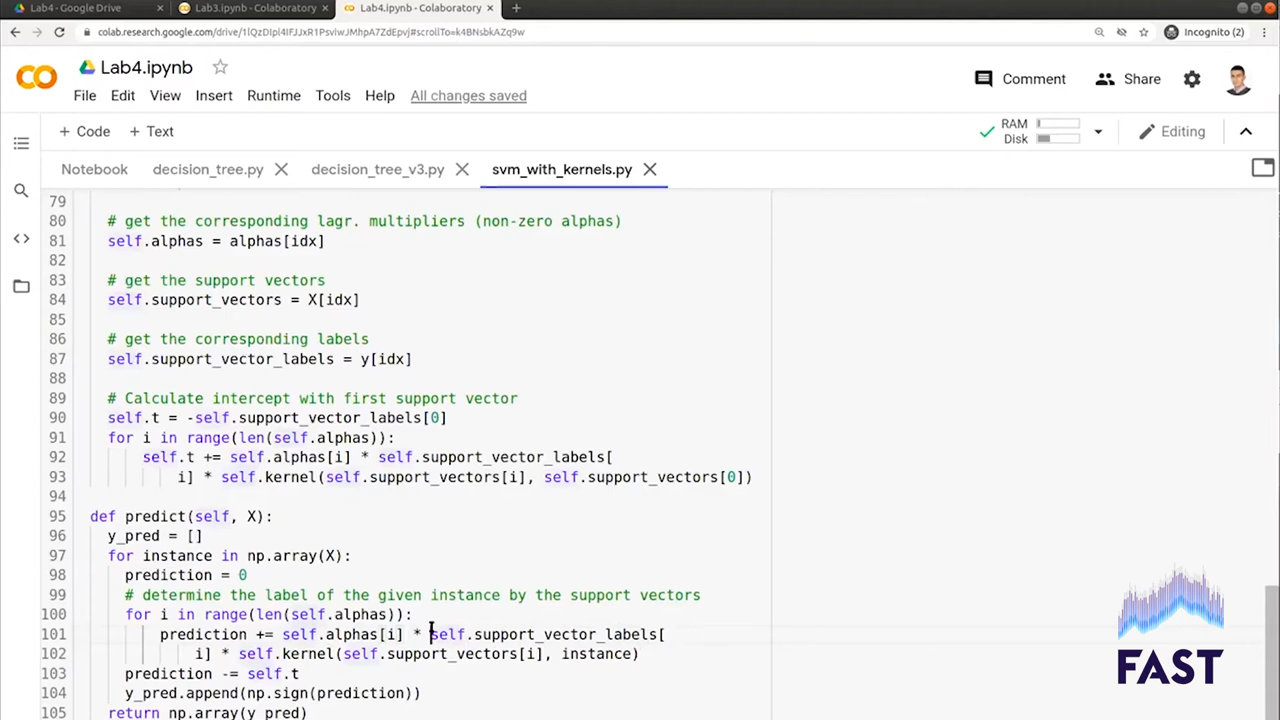 Lab4 - Google Drive
Lab3.ipynb - Colaboratory
Lab4.ipynb - Colaboratory
Incognito (2)
Lab4.ipynb
File Edit View Insert Runtime Tools Help All changes saved
Comment Share
+ Code + Text
RAM
Disk
Editing
Notebook decision_tree.py decision_tree_v3.py svm_with_kernels.py
79
80 # get the corresponding lagr. multipliers (non-zero alphas)
81 self.alphas = alphas[idx]
82
83 # get the support vectors
84 self.support_vectors = X[idx]
85
86 # get the corresponding labels
87 self.support_vector_labels = y[idx]
88
89 # Calculate intercept with first support vector
90 self.t = -self.support_vector_labels[0]
91 for i in range(len(self.alphas)):
92 self.t += self.alphas[i] * self.support_vector_labels[
93 i] * self.kernel(self.support_vectors[i], self.support_vectors[0])
94
95 def predict(self, X):
96 y_pred = []
97 for instance in np.array(X):
98 prediction = 0
99 # determine the label of the given instance by the support vectors
100 for i in range(len(self.alphas)):
101 prediction += self.alphas[i] * self.support_vector_labels[
102 i] * self.kernel(self.support_vectors[i], instance)
103 prediction -= self.t
104 y_pred.append(np.sign(prediction))
105 return np.array(y_pred)
FAST